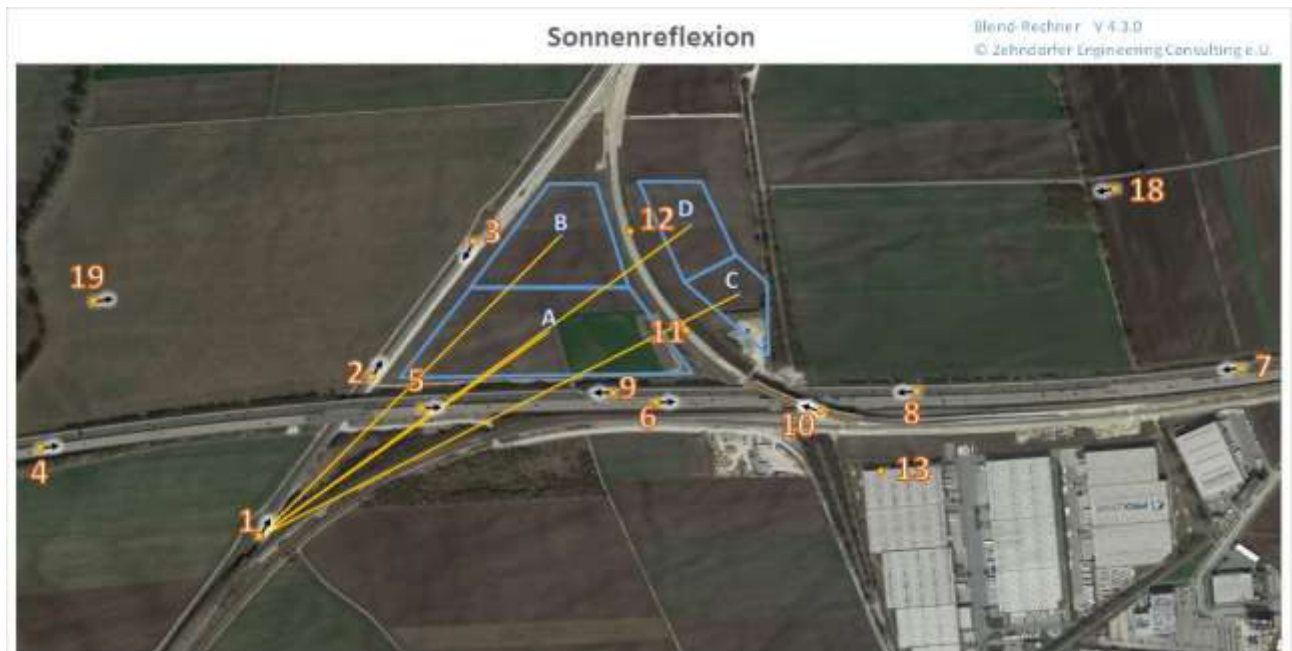 Sonnenreflexion
Blend-Rechner V 4.3.0
© Zehndorfer Engineering Consulting e.U.
18
12
D
B
3
19
C
A
11
2
5
7
9
6
8
10
4
13
1